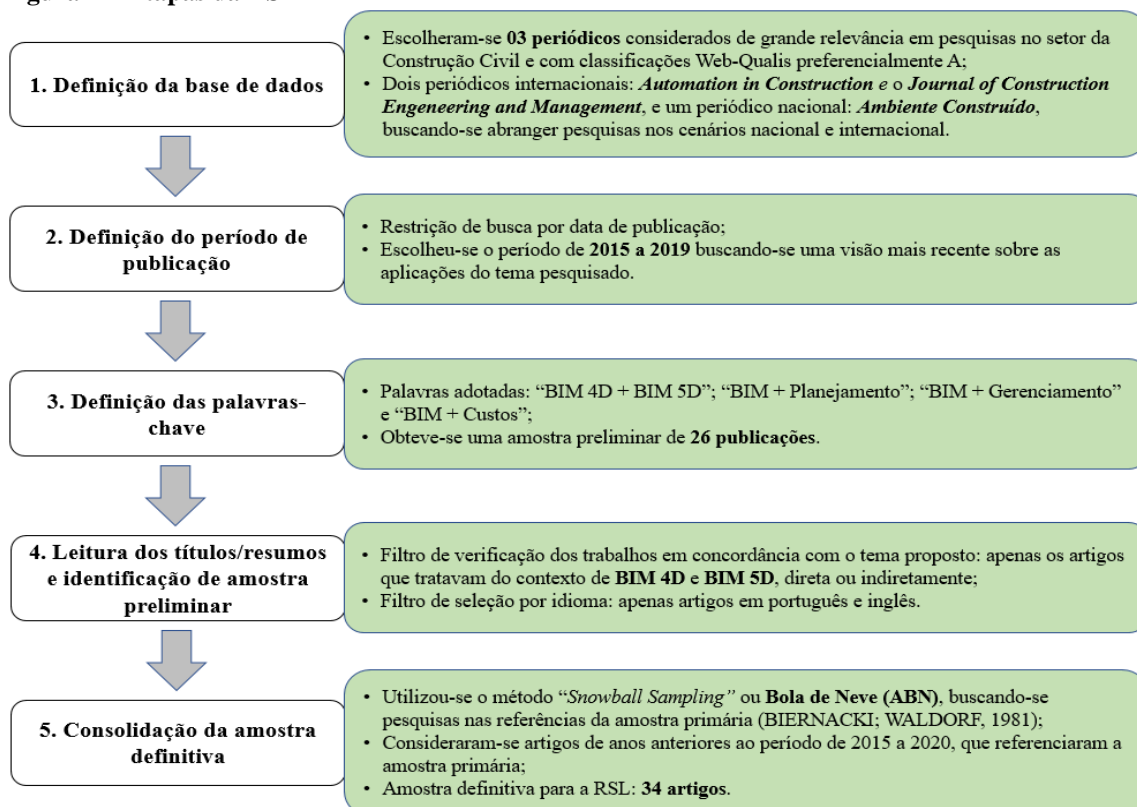 1. Definição da base de dados
• Escolheram-se 03 periódicos considerados de grande relevância em pesquisas no setor da
Construção Civil e com classificações Web-Qualis preferencialmente A;
• Dois periódicos internacionais: Automation in Construction e o Journal of Construction
Engeneering and Management, e um periódico nacional: Ambiente Construído,
buscando-se abranger pesquisas nos cenários nacional e internacional.
2. Definição do período de
publicação
• Restrição de busca por data de publicação;
• Escolheu-se o período de 2015 a 2019 buscando-se uma visão mais recente sobre as
aplicações do tema pesquisado.
3. Definição das palavras-
chave
• Palavras adotadas: “BIM 4D + BIM 5D”; “BIM + Planejamento”; “BIM + Gerenciamento”
e “BIM + Custos”;
• Obteve-se uma amostra preliminar de 26 publicações.
4. Leitura dos títulos/resumos
e identificação de amostra
preliminar
• Filtro de verificação dos trabalhos em concordância com o tema proposto: apenas os artigos
que tratavam do contexto de BIM 4D e BIM 5D, direta ou indiretamente;
• Filtro de seleção por idioma: apenas artigos em português e inglês.
5. Consolidação da amostra
definitiva
• Utilizou-se o método “Snowball Sampling” ou Bola de Neve (ABN), buscando-se
pesquisas nas referências da amostra primária (BIERNACKI; WALDORF, 1981);
• Consideraram-se artigos de anos anteriores ao período de 2015 a 2020, que referenciaram a
amostra primária;
• Amostra definitiva para a RSL: 34 artigos.